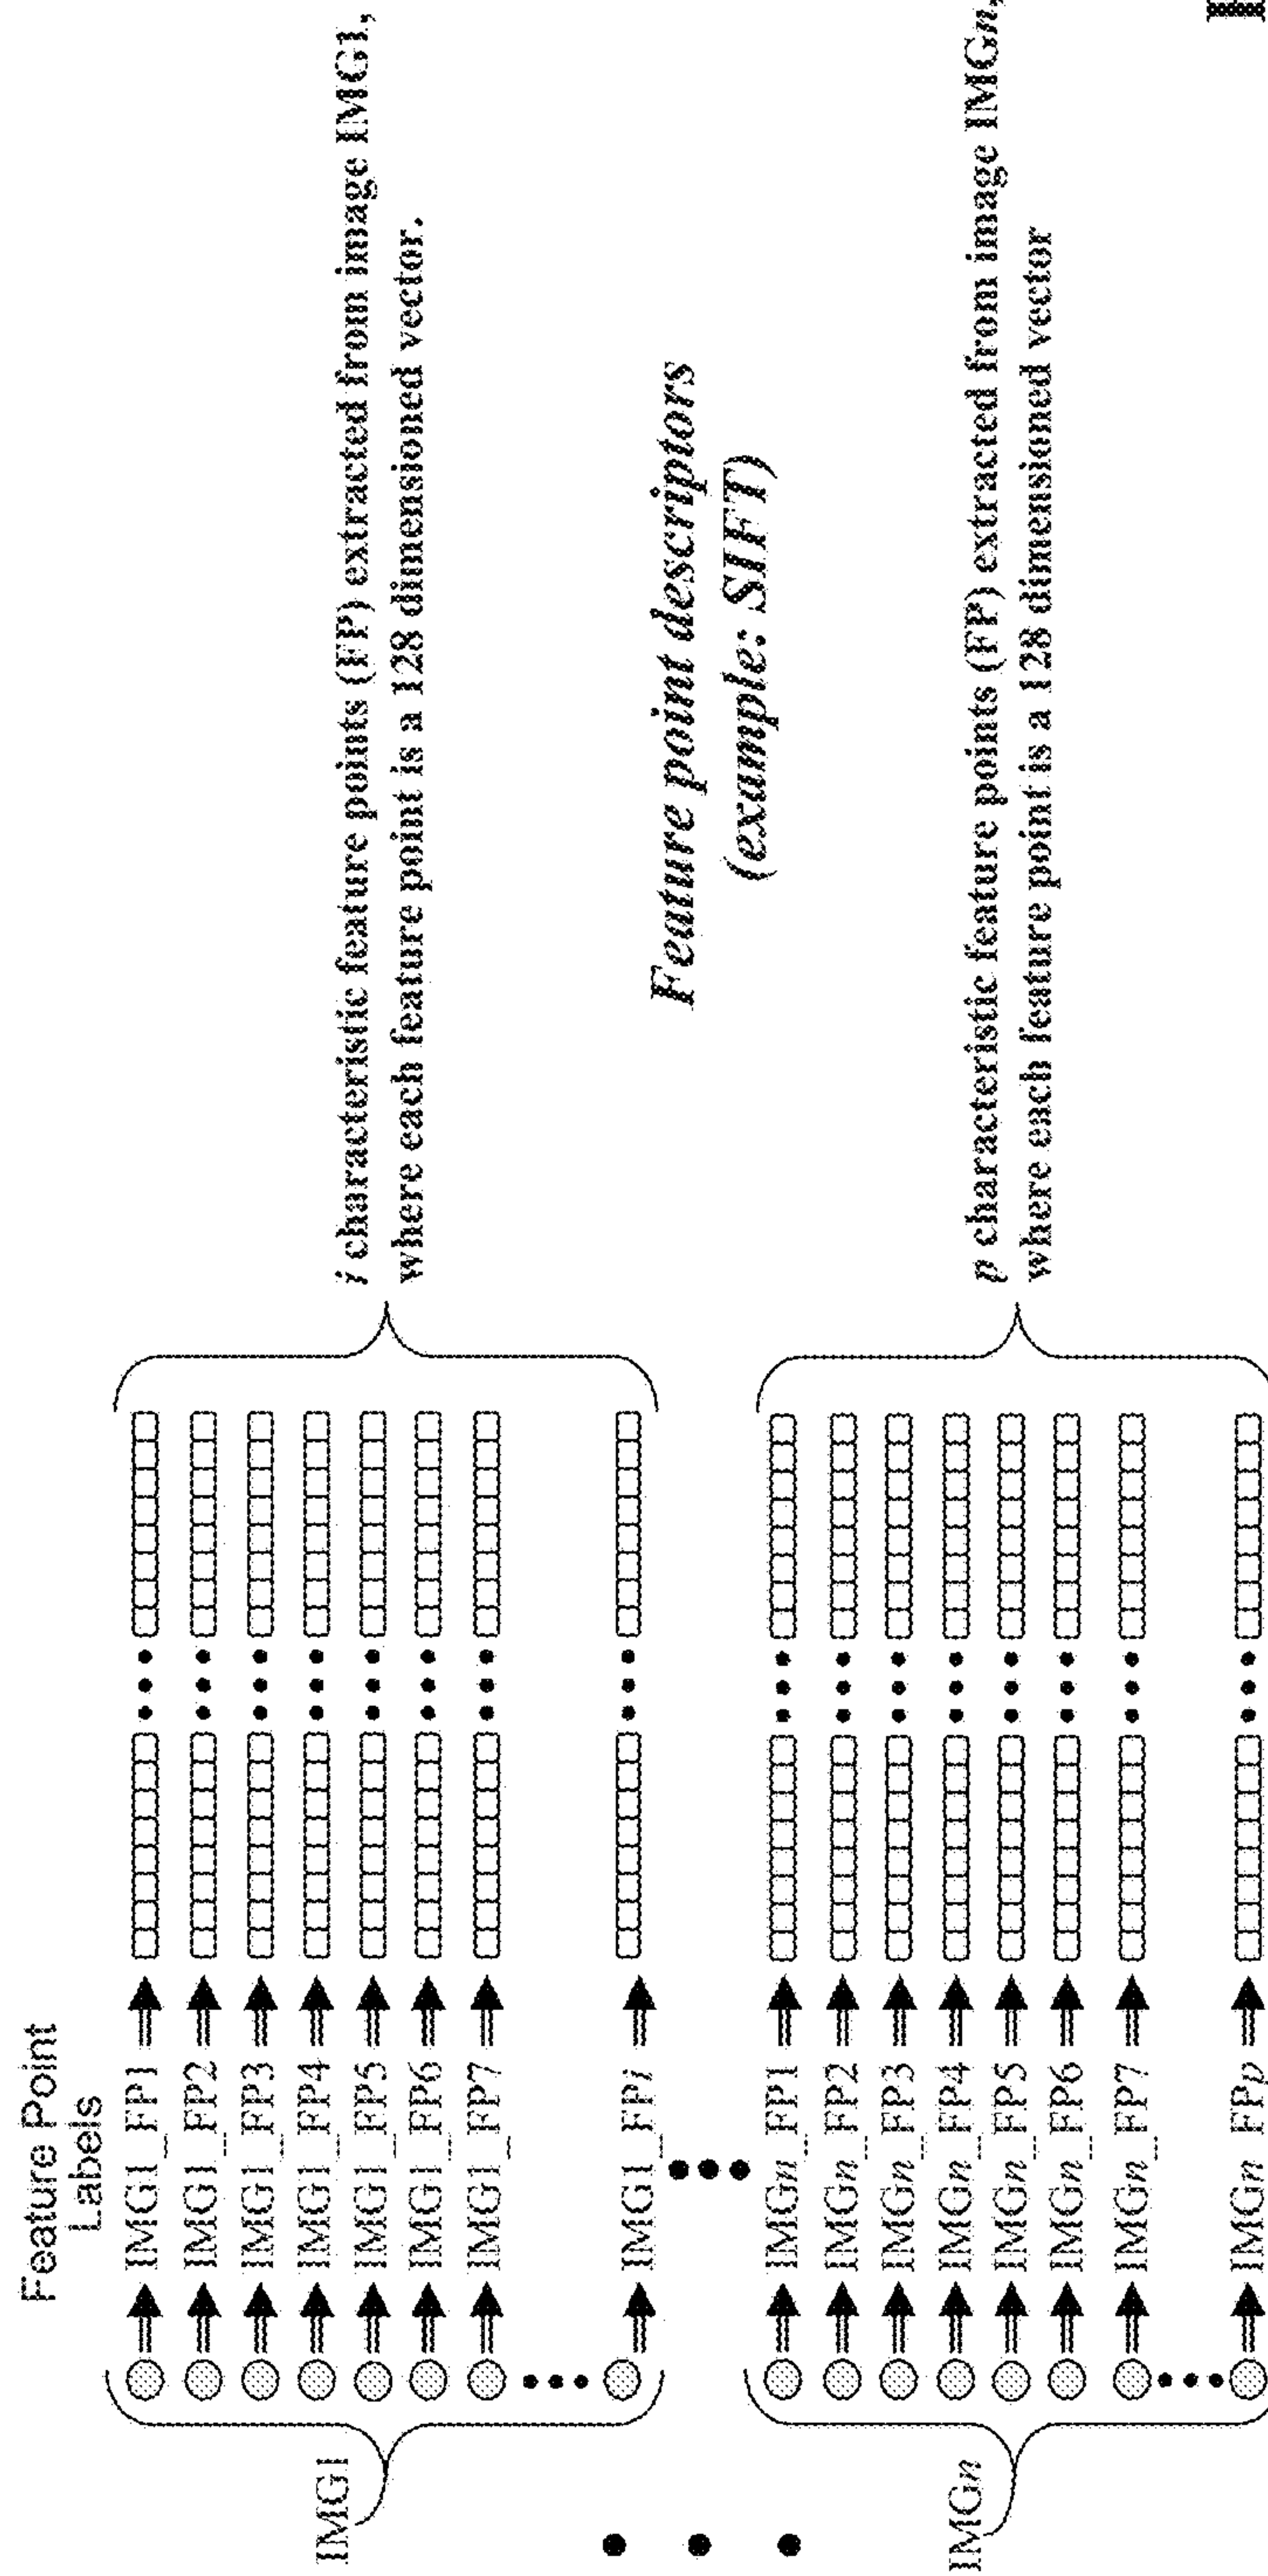 Feature Point
Labels
IMG1
IMG1_FP1
IMG1_FP2
IMG1_FP3
IMG1_FP4
IMG1_FP5
IMG1_FP6
IMG1_FP7
IMG1_FPi
i characteristic feature points (FP) extracted from image IMG1,
where each feature point is a 128 dimensioned vector.
Feature point descriptors
(example: SIFT)
IMGn
IMGn_FP1
IMGn_FP2
IMGn_FP3
IMGn_FP4
IMGn_FP5
IMGn_FP6
IMGn_FP7
IMGn FPp
p characteristic feature points (FP) extracted from image IMGn,
where each feature point is a 128 dimensioned vector